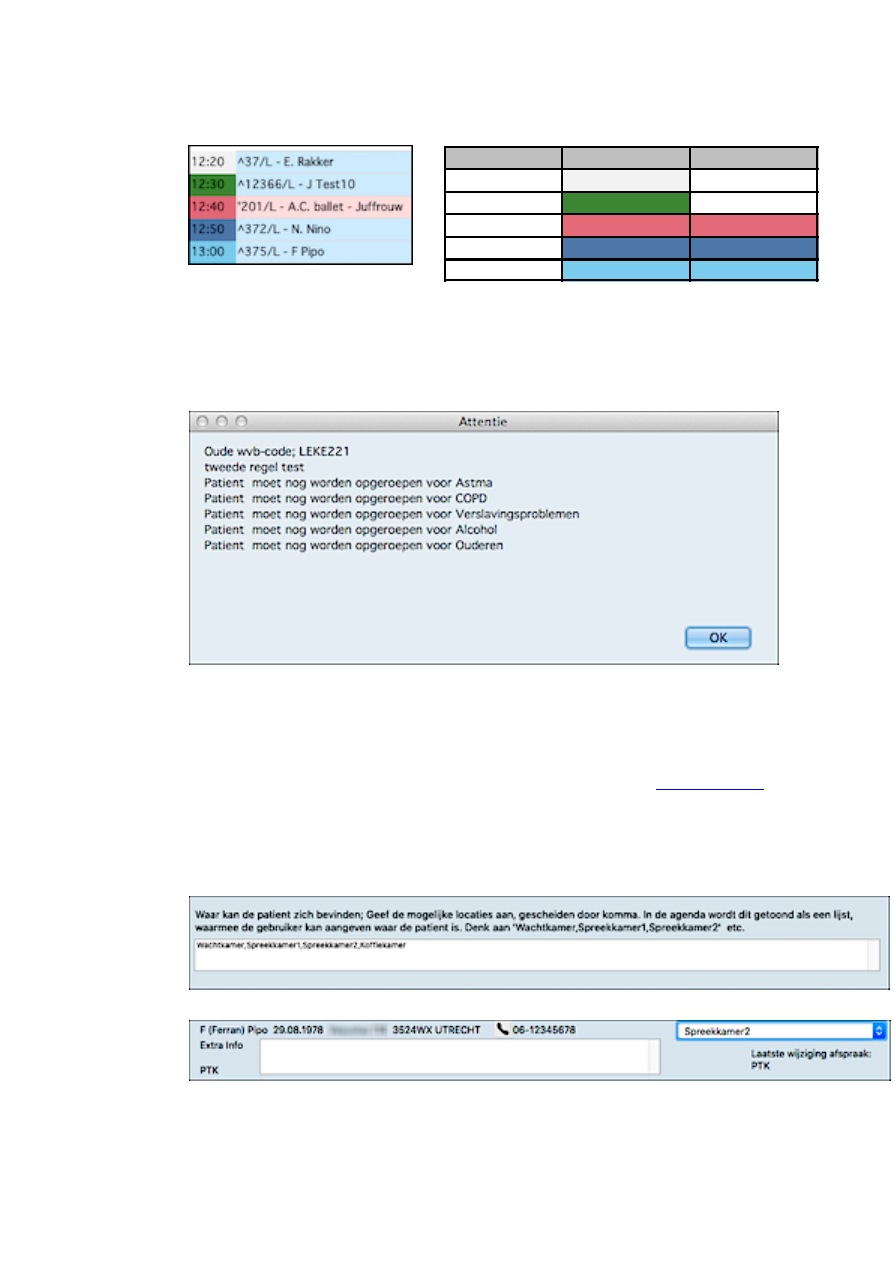 12:20 ^37/L - E. Rakker
12:30 ^12366/L - J Test10
12:40 "201/L - A.C. ballet - Juffrouw
12:50 ^372/L - N. Nino
13:00 ^375/L - F Pipo
Attentie
Oude wvb-code; LEKE221
tweede regel test
Patient moet nog worden opgeroepen voor Astma
Patient moet nog worden opgeroepen voor COPD
Patient moet nog worden opgeroepen voor Verslavingsproblemen
Patient moet nog worden opgeroepen voor Alcohol
Patient moet nog worden opgeroepen voor Ouderen
OK
Waar kan de patient zich bevinden; Geef de mogelijke locaties aan, gescheiden door komma. In de agenda wordt dit getoond als een lijst,
waarmee de gebruiker kan aangeven waar de patient is. Denk aan "Wachtkamer,Spreekkamer1,Spreekkamer2" etc.
Wachtkamer,Spreekkamer1,Spreekkamer2,Koffiekamer
F (Ferran) Pipo 29.08.1978 3524WX UTRECHT 06-12345678 Spreekkamer2
Extra Info
Laatste wijziging afspraak:
PTK PTK